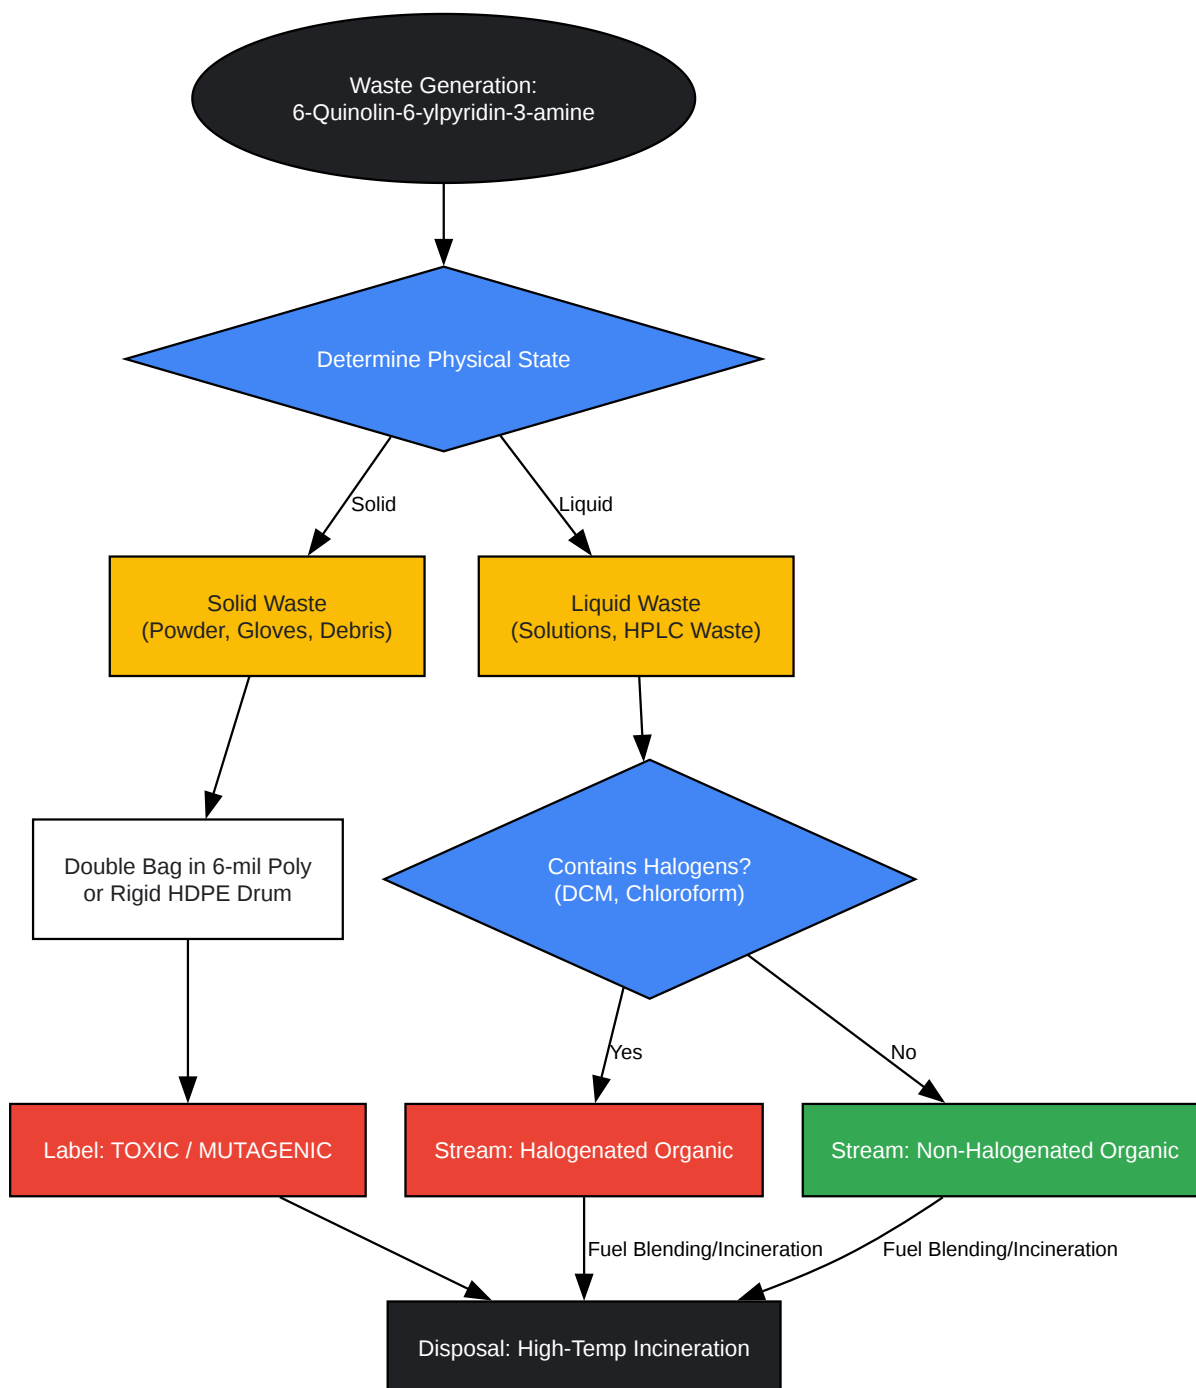 Waste Generation:
6-Quinolin-6-ylpyridin-3-amine
Determine Physical State
Solid
Liquid
Solid Waste
(Powder, Gloves, Debris)
Liquid Waste
(Solutions, HPLC Waste)
Double Bag in 6-mil Poly
or Rigid HDPE Drum
Contains Halogens?
(DCM, Chloroform)
Yes
No
Label: TOXIC / MUTAGENIC
Stream: Halogenated Organic
Stream: Non-Halogenated Organic
Fuel Blending/Incineration
Fuel Blending/Incineration
Disposal: High-Temp Incineration